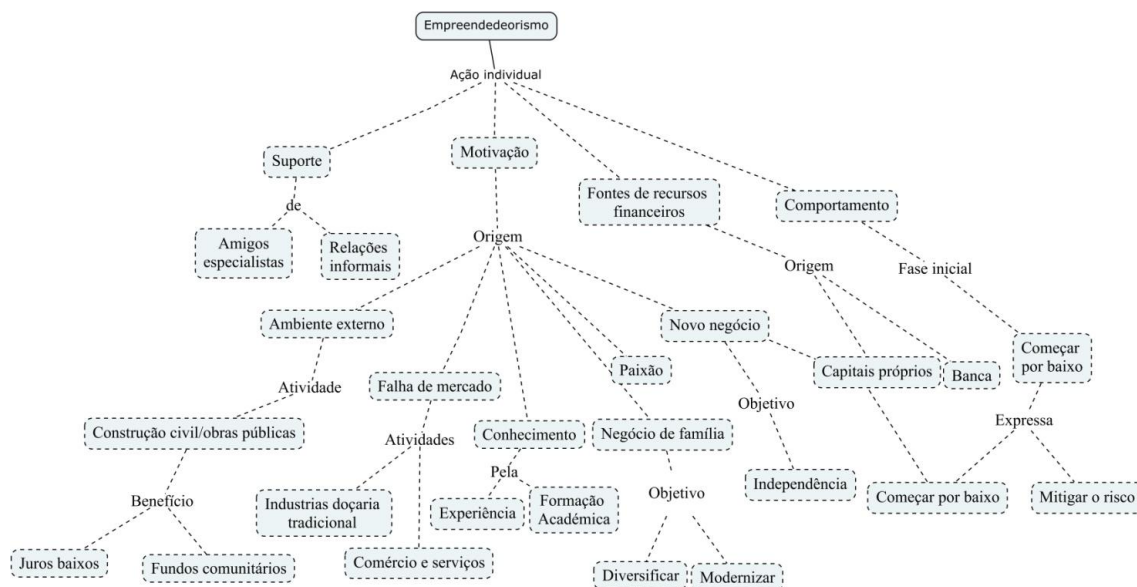 Empreendedeorismo
Ação individual
Suporte
Motivação
Fontes de recursos
financeiros
Comportamento
de
Amigos
especialistas
Relações
informais
Origem
Origem
Fase inicial
Ambiente externo
Novo negócio
Começar
por baixo
Atividade
Falha de mercado
Paixão
Capitais próprios
Banca
Objetivo
Construção civil/obras públicas
Atividades
Conhecimento
Negócio de família
Expressa
Benefício
Pela
Industrias doçaria
tradicional
Experiência
Formação
Académica
Objetivo
Independência
Começar por baixo
Mitigar o risco
Juros baixos
Fundos comunitários
Comércio e serviços
Diversificar
Modernizar